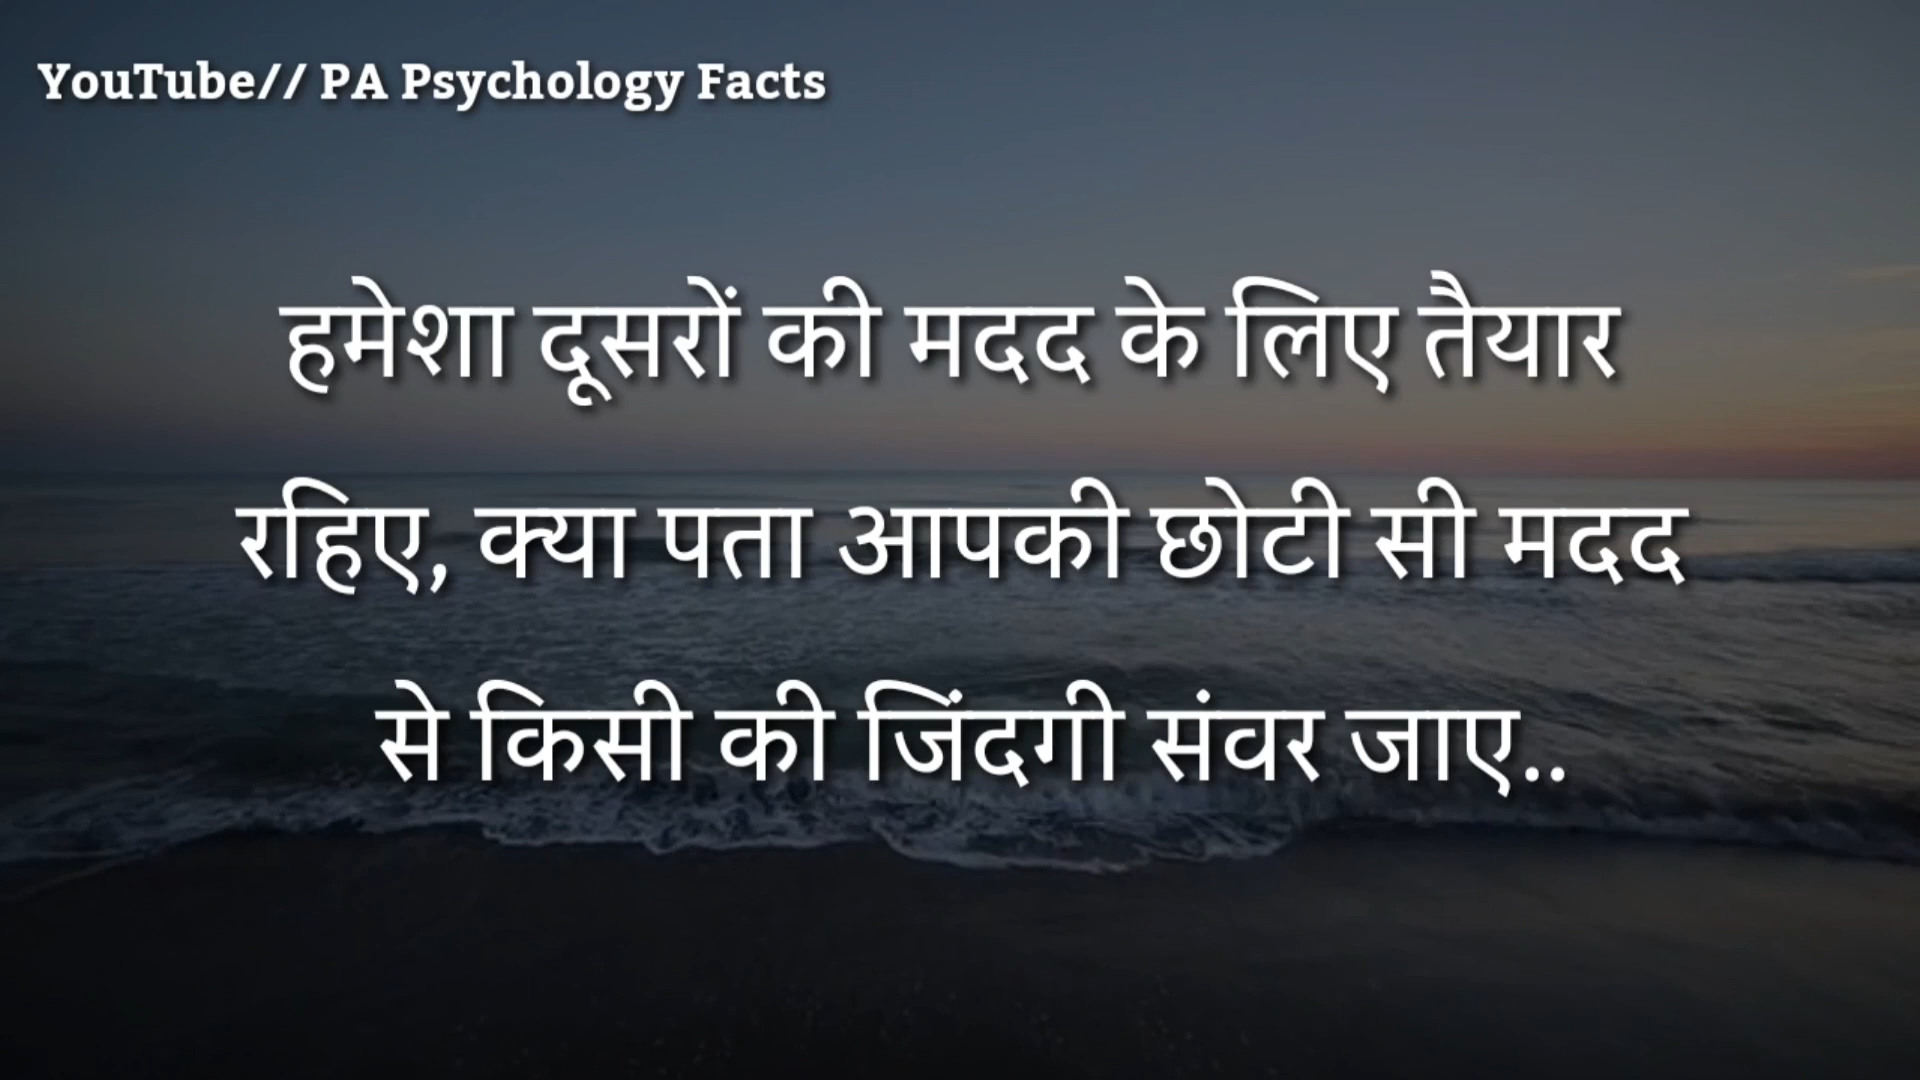 YouTube// PA Psychology Facts
हमेशा दूसरों की मदद के लिए तैयार
रहिए, क्या पता आपकी छोटी सी मदद
से किसी की जिंदगी संवर जाए..